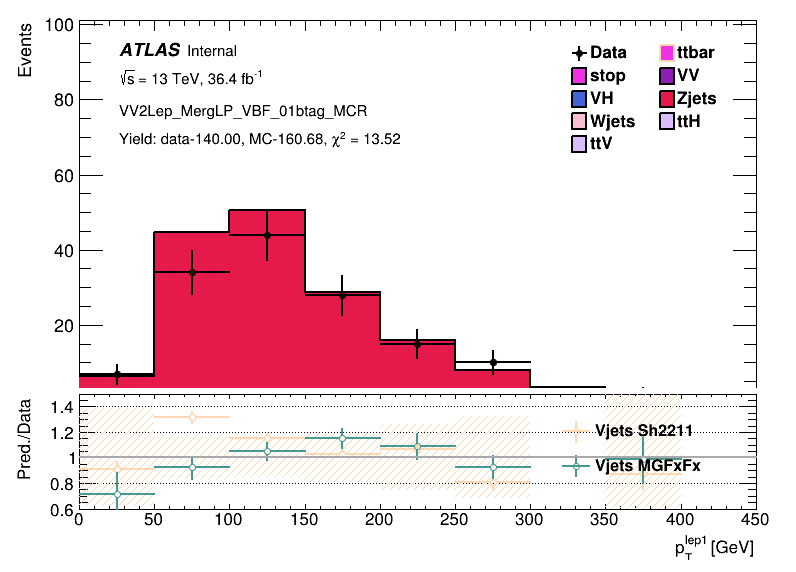 Events
100
80
60
40
20
ATLAS Internal
√s = 13 TeV, 36.4 fb⁻¹
VV2Lep_MergLP_VBF_01btag_MCR
Yield: data-140.00, MC-160.68, χ² = 13.52
Data
ttbar
stop
VV
VH
Zjets
Wjets
ttH
ttV
Pred./Data
1.4
1.2
1
0.8
0.6
Vjets Sh2211
Vjets MGFxFx
0 50 100 150 200 250 300 350 400 450
p_T^lep1 [GeV]